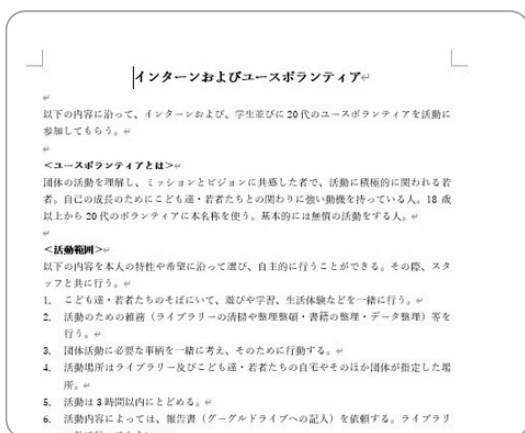 インターンおよびユースボランティア
以下の内容に沿って、インターンおよび、学生並びに20代のユースボランティアを活動に
参加してもらう。
＜ユースボランティアとは＞
団体の活動を理解し、ミッションとビジョンに共感した者で、活動に積極的に関われる若
者。自己の成長のためにこども達・若者たちとの関わりに強い動機を持っている人。18 歳
以上から 20 代のボランティアに本名称を使う。基本的には無償の活動をする人。
＜活動範囲＞
以下の内容を本人の特性や希望に沿って選び、自主的に行うことができる。その際、スタ
ッフと共に行う。
1. こども達・若者たちのそばにいて、遊びや学習、生活体験などを一緒に行う。
2. 活動のための雑務（ライブラリーの清掃や整理整頓・書籍の整理・データ整理）等を
行う。
3. 団体活動に必要な事柄を一緒に考え、そのために行動する。
4. 活動場所はライブラリー及びこども達・若者たちの自宅やそのほか団体が指定した場
所。
5. 活動は3時間以内にとどめる。
6. 活動内容によっては、報告書（グーグルドライブへの記入）を依頼する。ライブラリ